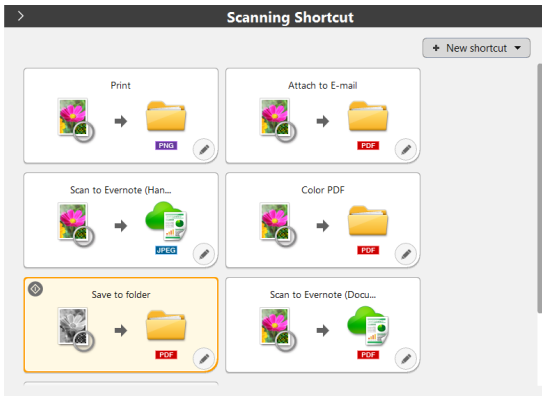 Scanning Shortcut
+ New shortcut
Print
PNG
Attach to E-mail
PDF
Scan to Evernote (Han...
JPEG
Color PDF
PDF
Save to folder
PDF
Scan to Evernote (Docu...
PDF